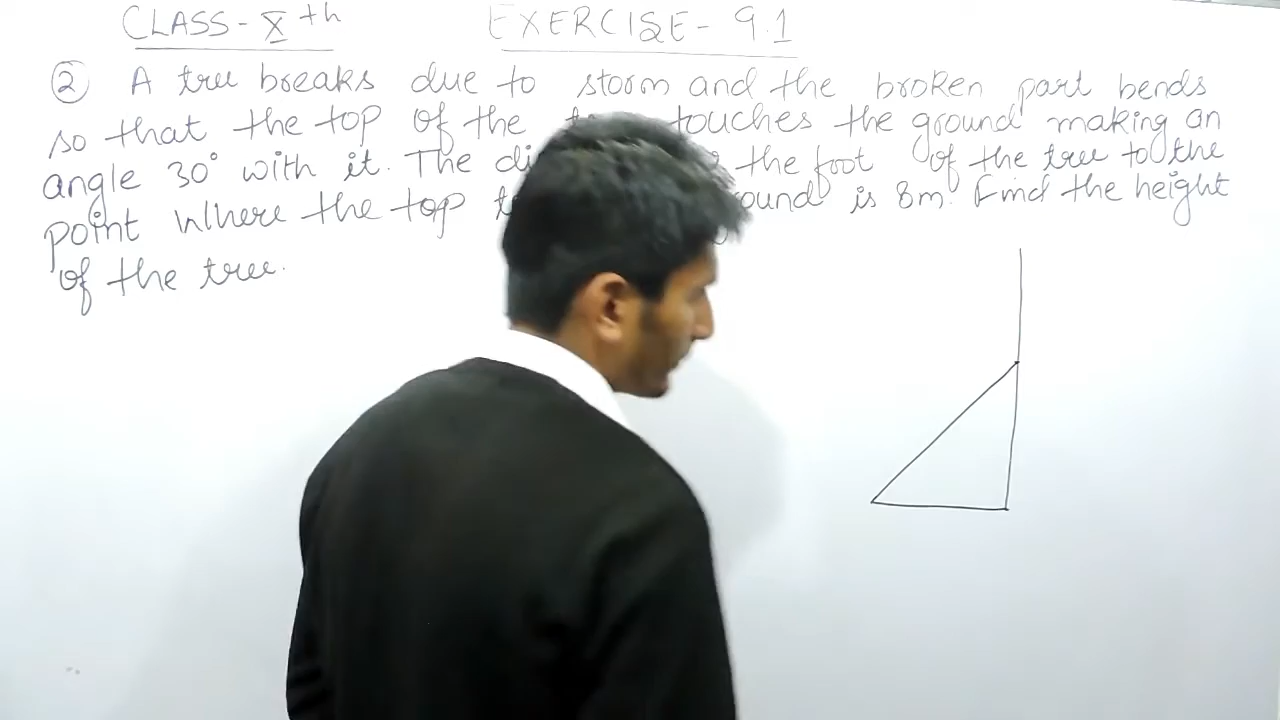 CLASS-Xth EXERCISE-9.1
② A tree breaks due to storm and the broken part bends
so that the top of the touches the ground making an
angle 30° with it. The the foot of the tree to the
point where the top is 8m. Find the height
of the tree.